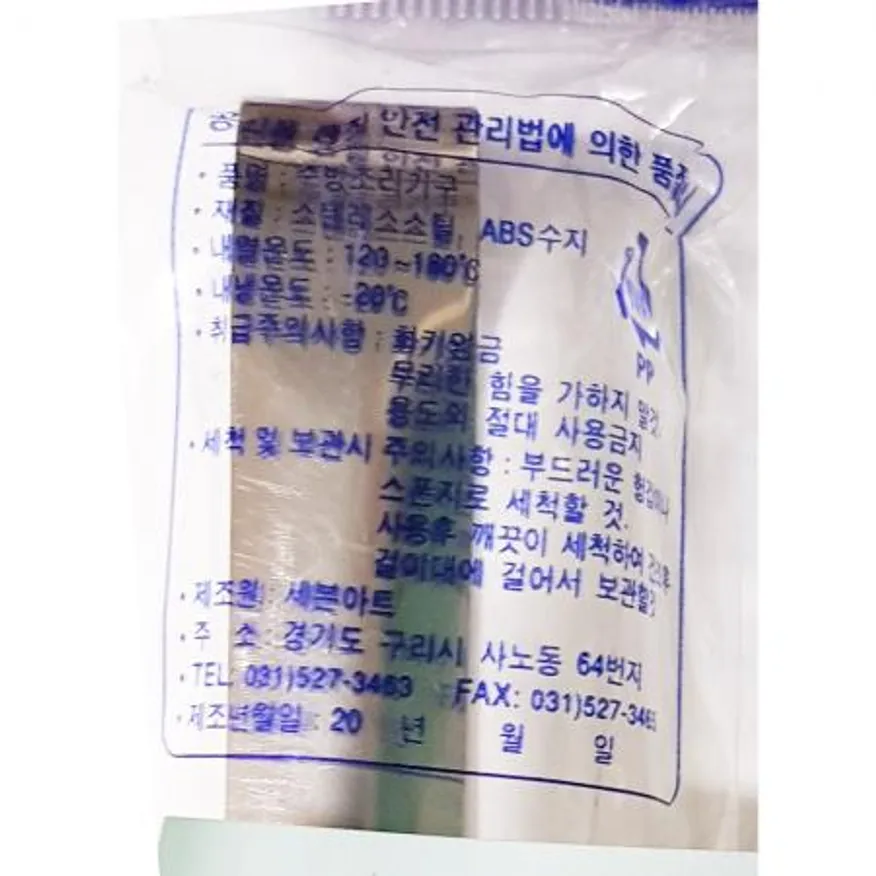 안전 관리법에 의한 품질
· 품명 : 주방조리기구
· 재질 : 스텐레스스틸, ABS수지
· 내열온도 : 120~180℃
· 내냉온도 : -20℃
PP
· 취급주의사항 : 화기엄금
무리한 힘을 가하지 말것.
용도외 절대 사용금지
· 세척 및 보관시 주의사항 : 부드러운 헝겊이나
스폰지로 세척할 것.
사용후 깨끗이 세척하여 건조후
걸이대에 걸어서 보관할것
· 제조원 : 세븐아트
· 주 소 : 경기도 구리시 사노동 64번지
· TEL 031)527-3463 FAX: 031)527-346
· 제조년월일 : 20 년 월 일